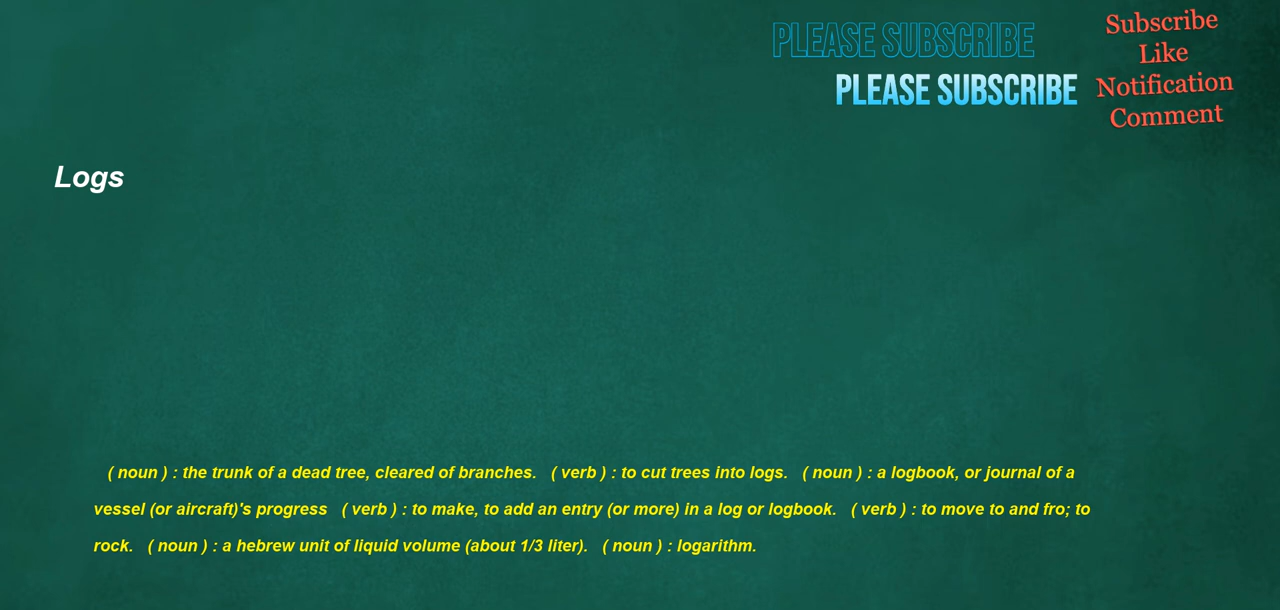 PLEASE SUBSCRIBE
PLEASE SUBSCRIBE
Subscribe
Like
Notification
Comment
Logs
( noun ) : the trunk of a dead tree, cleared of branches. ( verb ) : to cut trees into logs. ( noun ) : a logbook, or journal of a
vessel (or aircraft)'s progress ( verb ) : to make, to add an entry (or more) in a log or logbook. ( verb ) : to move to and fro; to
rock. ( noun ) : a hebrew unit of liquid volume (about 1/3 liter). ( noun ) : logarithm.